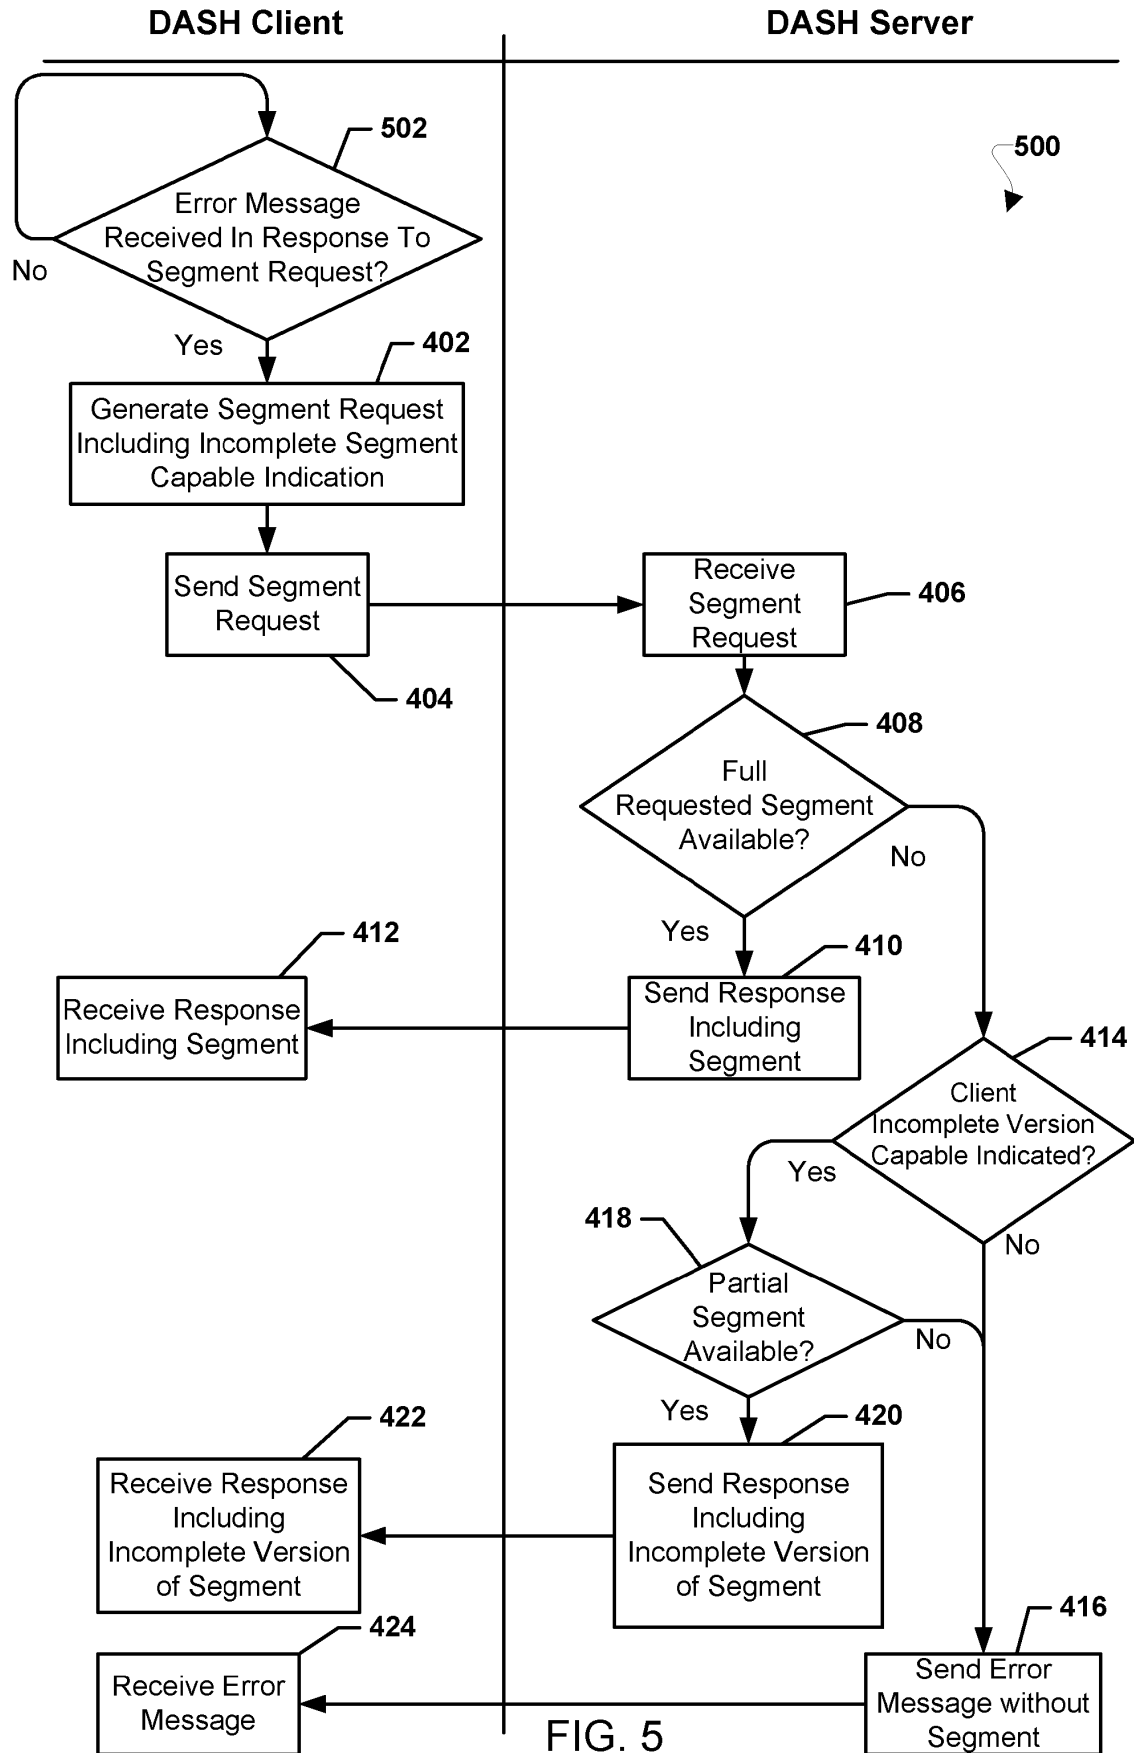 DASH Client
DASH Server
502
500
Error Message
Received In Response To
Segment Request?
No
Yes
402
Generate Segment Request
Including Incomplete Segment
Capable Indication
Send Segment
Request
404
Receive
Segment
Request
406
408
Full
Requested Segment
Available?
No
Yes
412
410
Receive Response
Including Segment
Send Response
Including
Segment
414
Client
Incomplete Version
Capable Indicated?
Yes
No
418
Partial
Segment
Available?
No
Yes
422
420
Receive Response
Including
Incomplete Version
of Segment
Send Response
Including
Incomplete Version
of Segment
424
416
Receive Error
Message
Send Error
Message without
Segment
FIG. 5